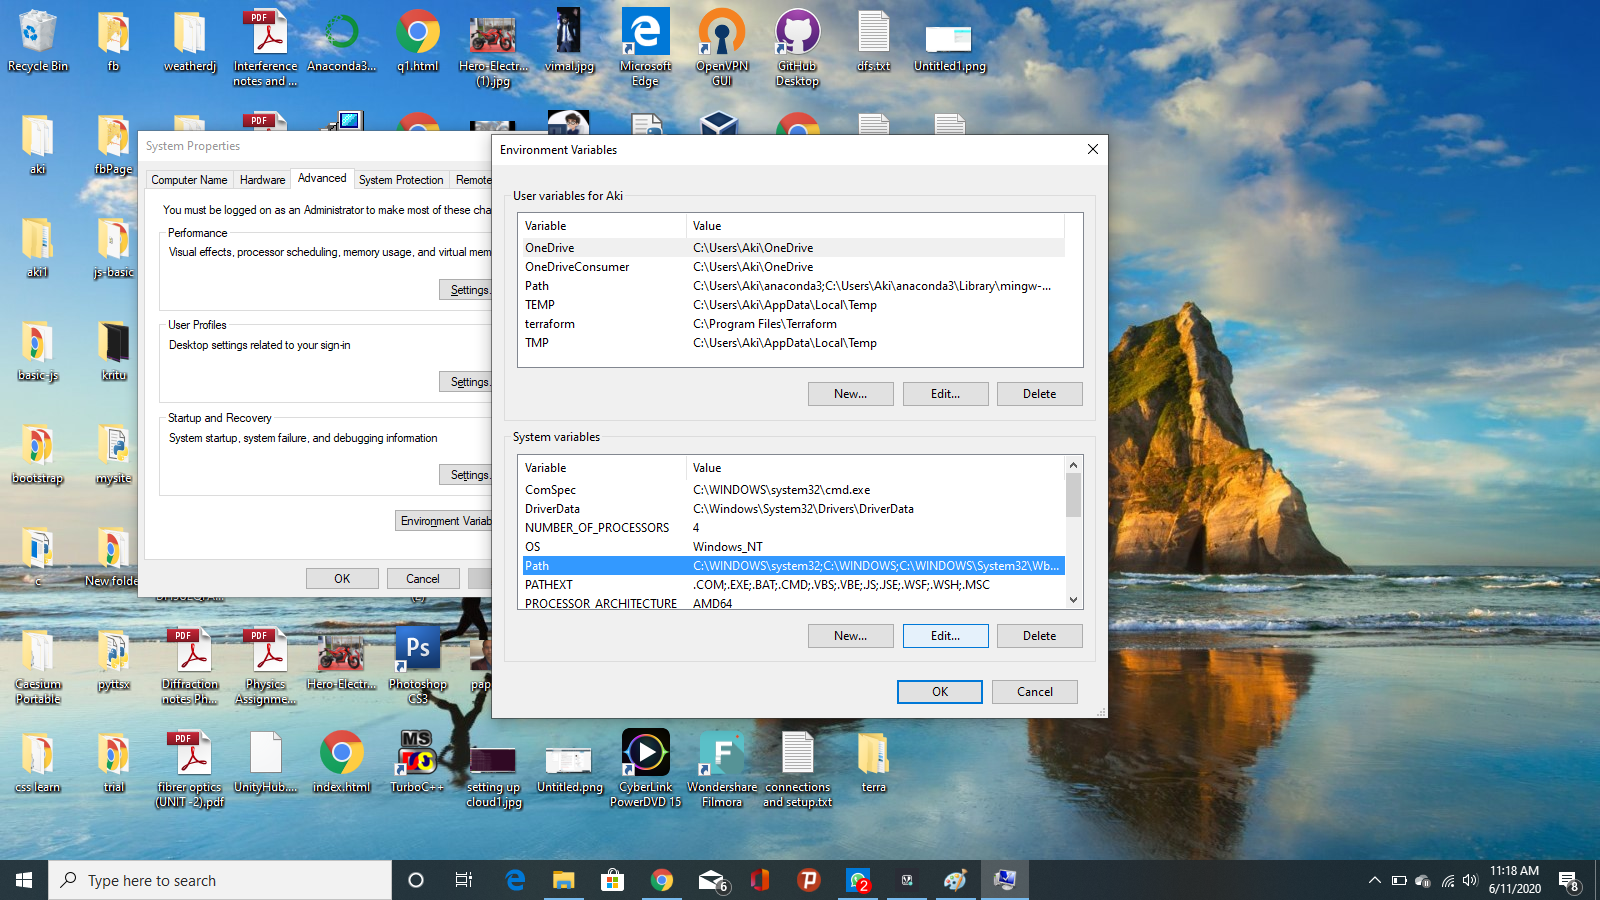 Recycle Bin
fb
weatherdj
Interference
notes and ...
Anaconda3...
q1.html
Hero-Electr...
(1).jpg
vimal.jpg
Microsoft
Edge
OpenVPN
GUI
GitHub
Desktop
dfs.txt
Untitled1.png
aki
fbPage
aki1
js-basic
basic-js
kritu
bootstrap
mysite
c
New folde
System Properties
Computer Name
Hardware
Advanced
System Protection
Remote
You must be logged on as an Administrator to make most of these cha
Performance
Visual effects, processor scheduling, memory usage, and virtual mem
Settings.
User Profiles
Desktop settings related to your sign-in
Settings.
Startup and Recovery
System startup, system failure, and debugging information
Settings.
Environment Variab
OK
Cancel
Environment Variables
User variables for Aki
Variable Value
OneDrive C:\Users\Aki\OneDrive
OneDriveConsumer C:\Users\Aki\OneDrive
Path C:\Users\Aki\anaconda3;C:\Users\Aki\anaconda3\Library\mingw-...
TEMP C:\Users\Aki\AppData\Local\Temp
terraform C:\Program Files\Terraform
TMP C:\Users\Aki\AppData\Local\Temp
New... Edit... Delete
System variables
Variable Value
ComSpec C:\WINDOWS\system32\cmd.exe
DriverData C:\Windows\System32\Drivers\DriverData
NUMBER_OF_PROCESSORS 4
OS Windows_NT
Path C:\WINDOWS\system32;C:\WINDOWS;C:\WINDOWS\System32\Wb...
PATHEXT .COM;.EXE;.BAT;.CMD;.VBS;.VBE;.JS;.JSE;.WSF;.WSH;.MSC
PROCESSOR_ARCHITECTURE AMD64
New... Edit... Delete
OK Cancel
Caesium
Portable
pyttsx
Diffraction
notes Ph...
Physics
Assignme...
Hero-Electr...
Photoshop
CS3
pap
css learn
trial
fibrer optics
(UNIT -2).pdf
UnityHub....
index.html
TurboC++
setting up
cloud1.jpg
Untitled.png
CyberLink
PowerDVD 15
Wondershare
Filmora
connections
and setup.txt
terra
Type here to search
6
2
11:18 AM
6/11/2020
8